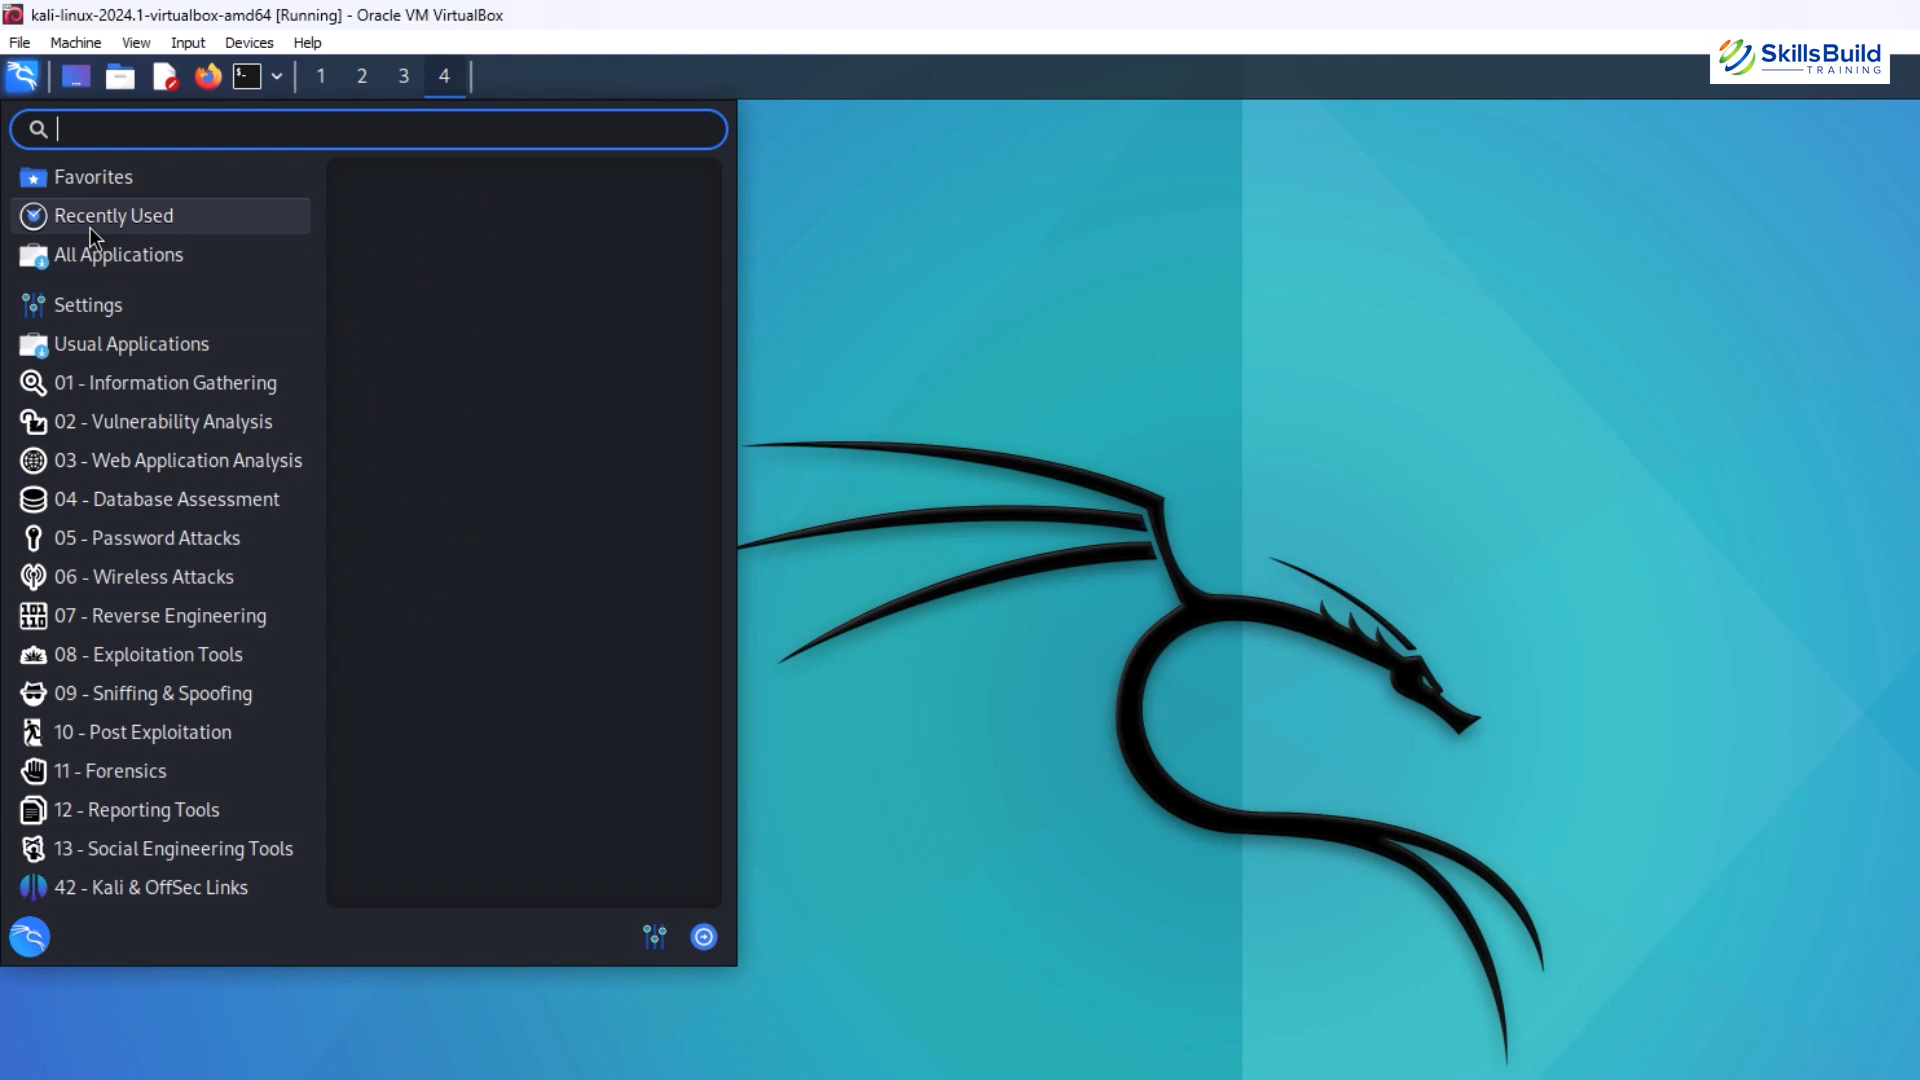 kali-linux-2024.1-virtualbox-amd64 [Running] - Oracle VM VirtualBox
File Machine View Input Devices Help
1 2 3 4
SkillsBuild
TRAINING
Favorites
Recently Used
All Applications
Settings
Usual Applications
01 - Information Gathering
02 - Vulnerability Analysis
03 - Web Application Analysis
04 - Database Assessment
05 - Password Attacks
06 - Wireless Attacks
07 - Reverse Engineering
08 - Exploitation Tools
09 - Sniffing & Spoofing
10 - Post Exploitation
11 - Forensics
12 - Reporting Tools
13 - Social Engineering Tools
42 - Kali & OffSec Links